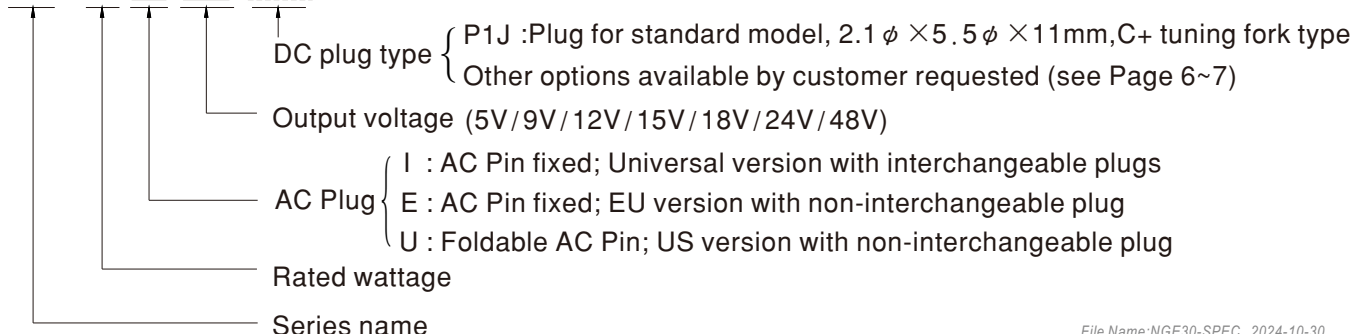 DC plug type
P1J :Plug for standard model, 2.1 φ ×5.5 φ ×11mm,C+ tuning fork type
Other options available by customer requested (see Page 6~7)
Output voltage (5V/9V/12V/15V/18V/24V/48V)
AC Plug
I : AC Pin fixed; Universal version with interchangeable plugs
E : AC Pin fixed; EU version with non-interchangeable plug
U : Foldable AC Pin; US version with non-interchangeable plug
Rated wattage
Series name
File Name:NGE30-SPEC 2024-10-30